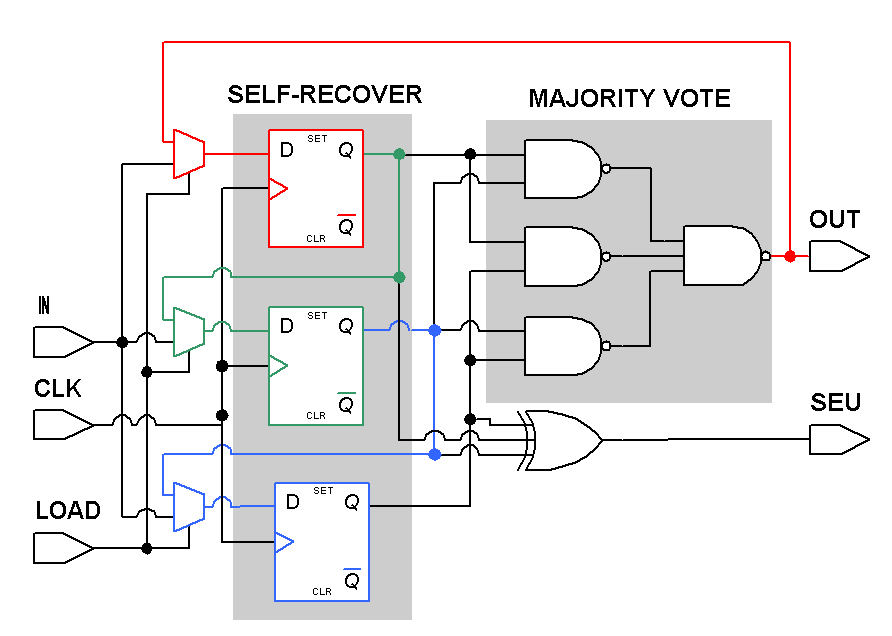 SELF-RECOVER
MAJORITY VOTE
SET
D
Q
Q
CLR
OUT
IN
SET
D
Q
Q
CLR
CLK
SEU
LOAD
SET
D
Q
Q
CLR